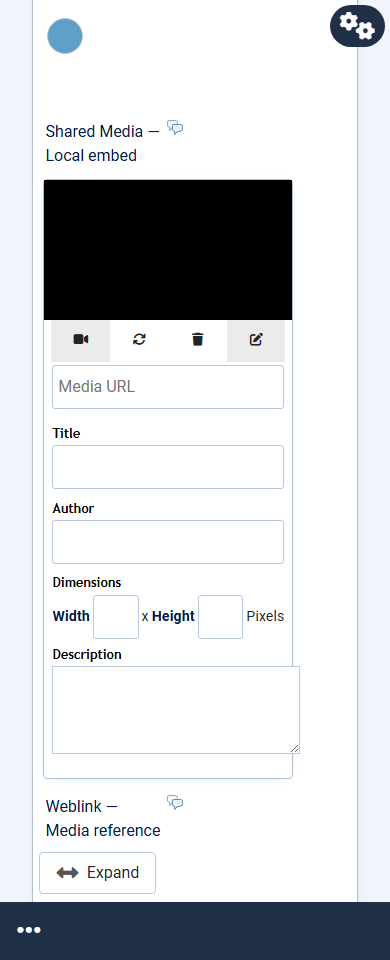 Shared Media —
Local embed
Media URL
Title
Author
Dimensions
Width x Height Pixels
Description
Weblink —
Media reference
Expand